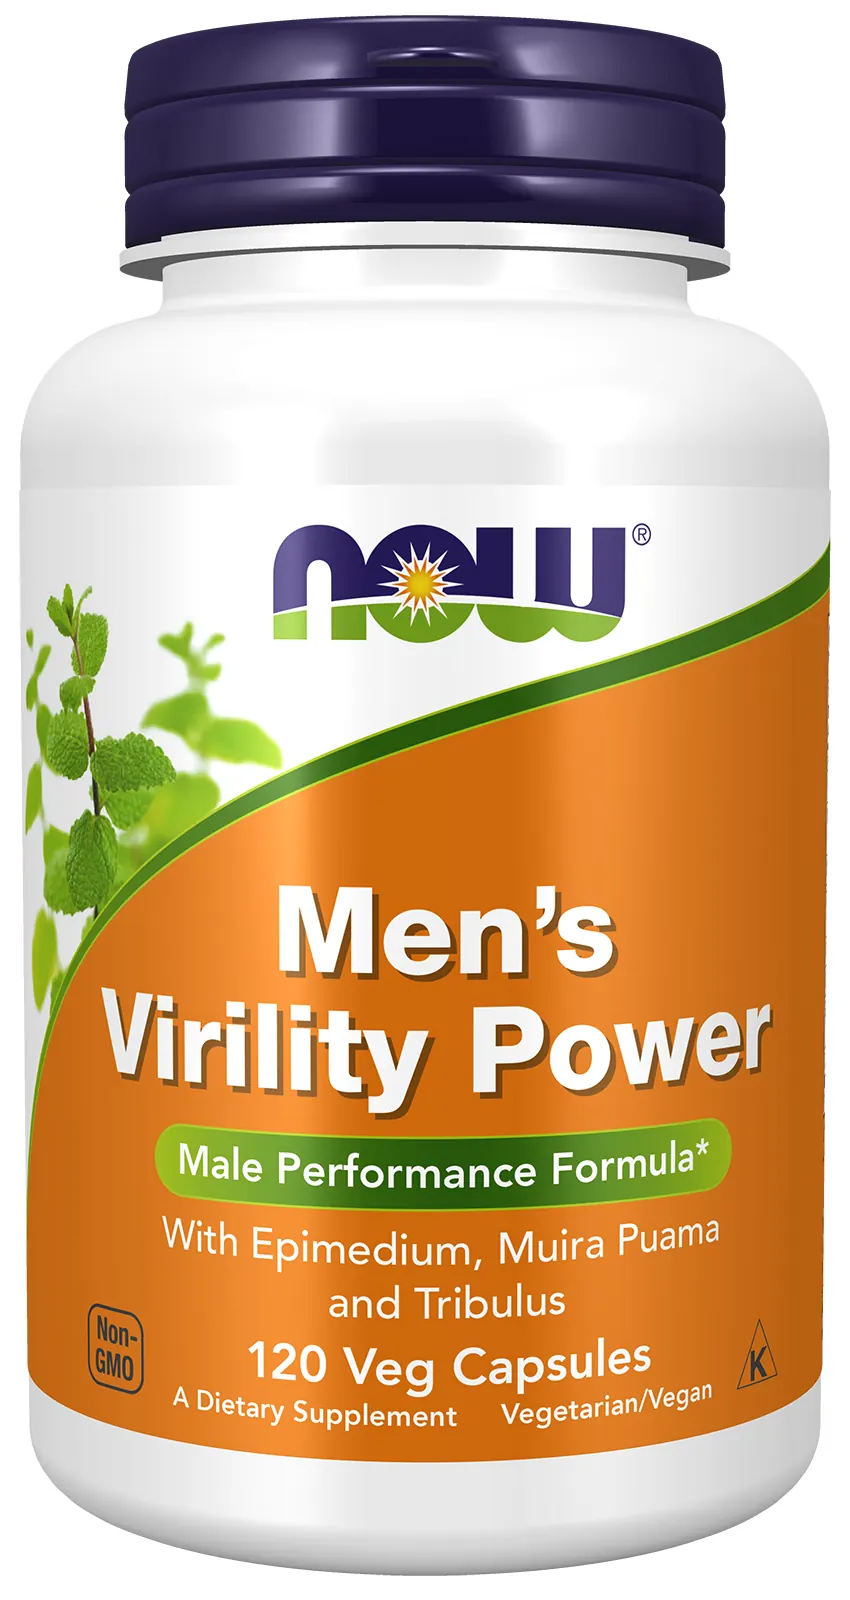 now®
Men's
Virility Power
Male Performance Formula*
With Epimedium, Muira Puama
and Tribulus
Non-
GMO
120 Veg Capsules
K
A Dietary Supplement
Vegetarian/Vegan